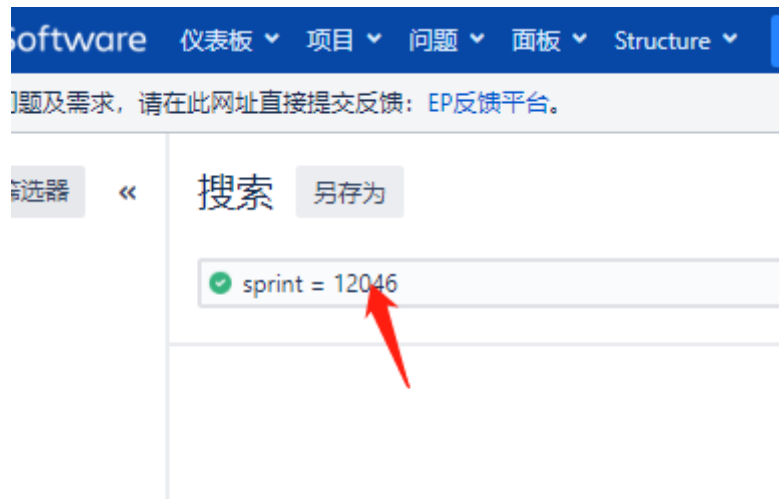 Software 仪表板 项目 问题 面板 Structure
问题及需求，请在此网址直接提交反馈：EP反馈平台。
筛选器 «
搜索 另存为
sprint = 12046